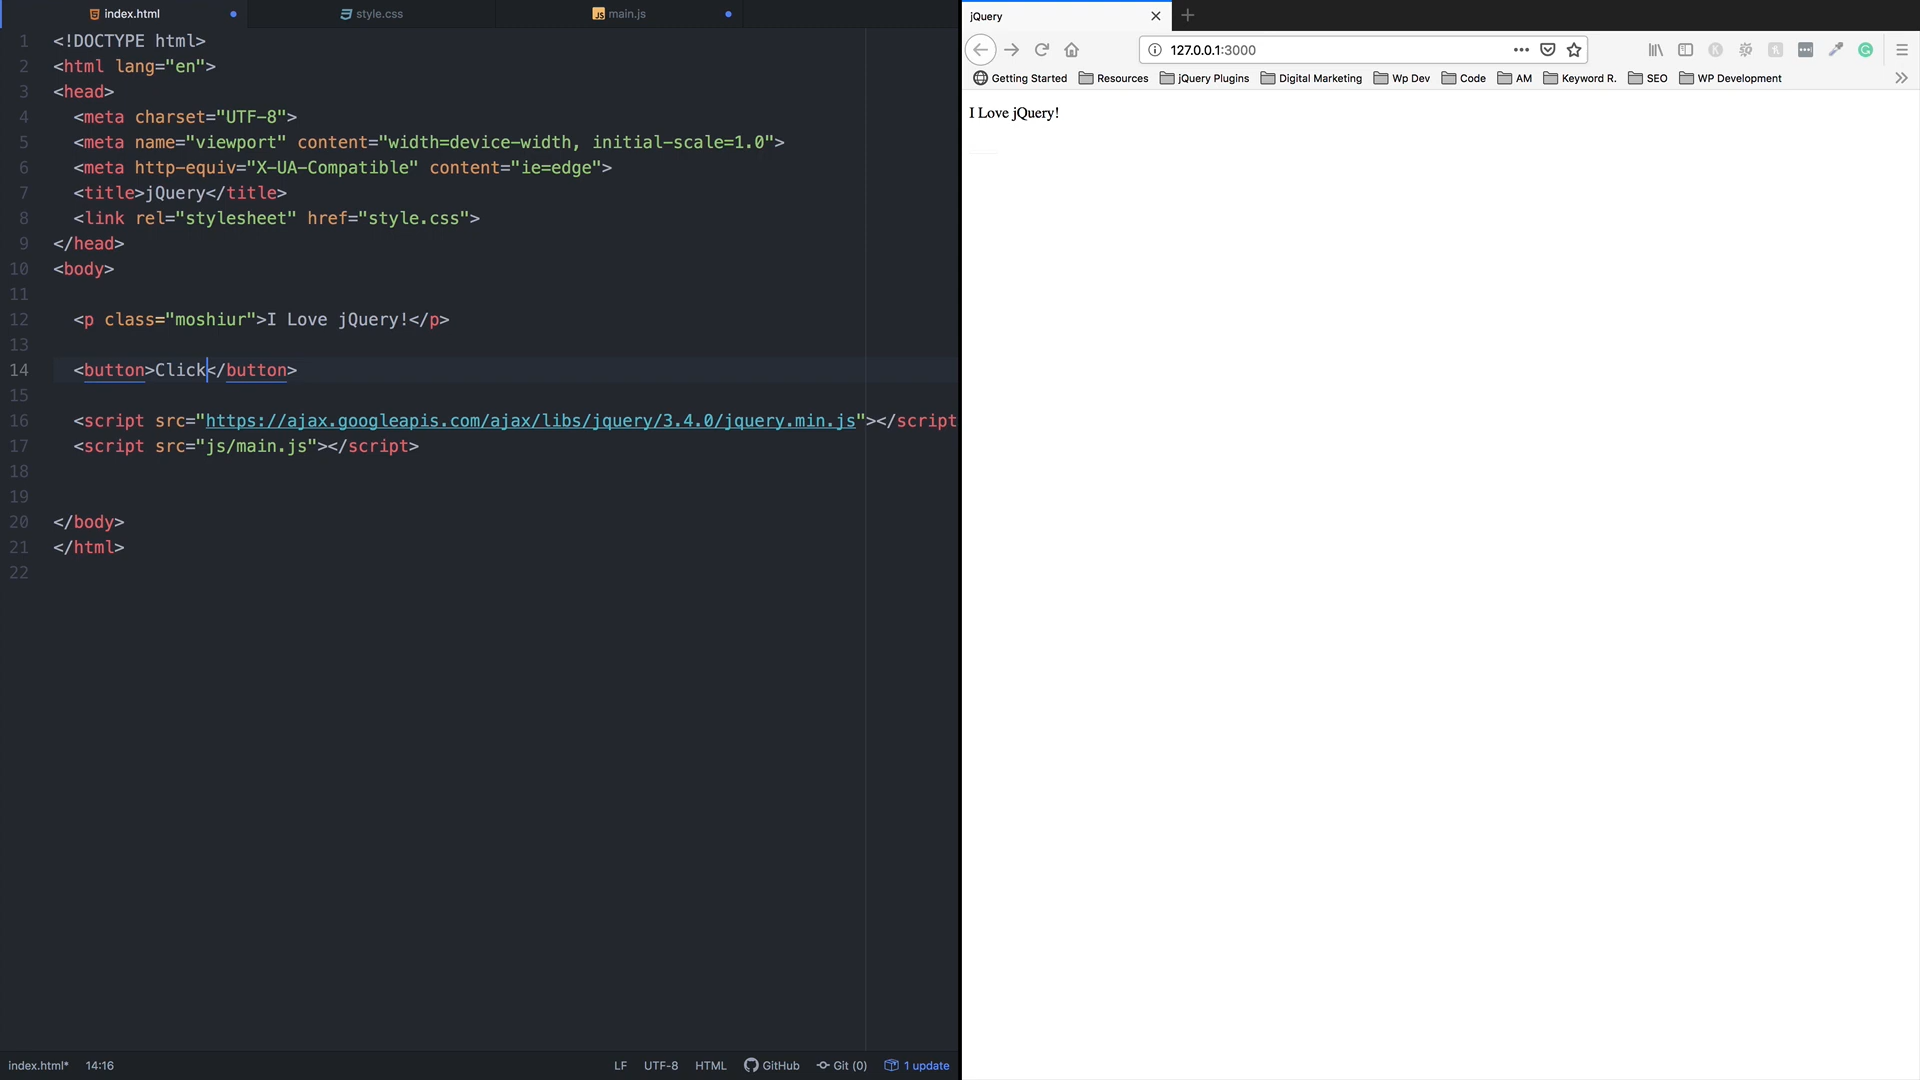 index.html
style.css
main.js
1 <!DOCTYPE html>
2 <html lang="en">
3 <head>
4 <meta charset="UTF-8">
5 <meta name="viewport" content="width=device-width, initial-scale=1.0">
6 <meta http-equiv="X-UA-Compatible" content="ie=edge">
7 <title>jQuery</title>
8 <link rel="stylesheet" href="style.css">
9 </head>
10 <body>
11
12 <p class="moshiur">I Love jQuery!</p>
13
14 <button>Click</button>
15
16 <script src="https://ajax.googleapis.com/ajax/libs/jquery/3.4.0/jquery.min.js"></script
17 <script src="js/main.js"></script>
18
19
20 </body>
21 </html>
22
index.html* 14:16 LF UTF-8 HTML GitHub Git (0) 1 update
jQuery
127.0.0.1:3000
Getting Started Resources jQuery Plugins Digital Marketing Wp Dev Code AM Keyword R. SEO WP Development
I Love jQuery!